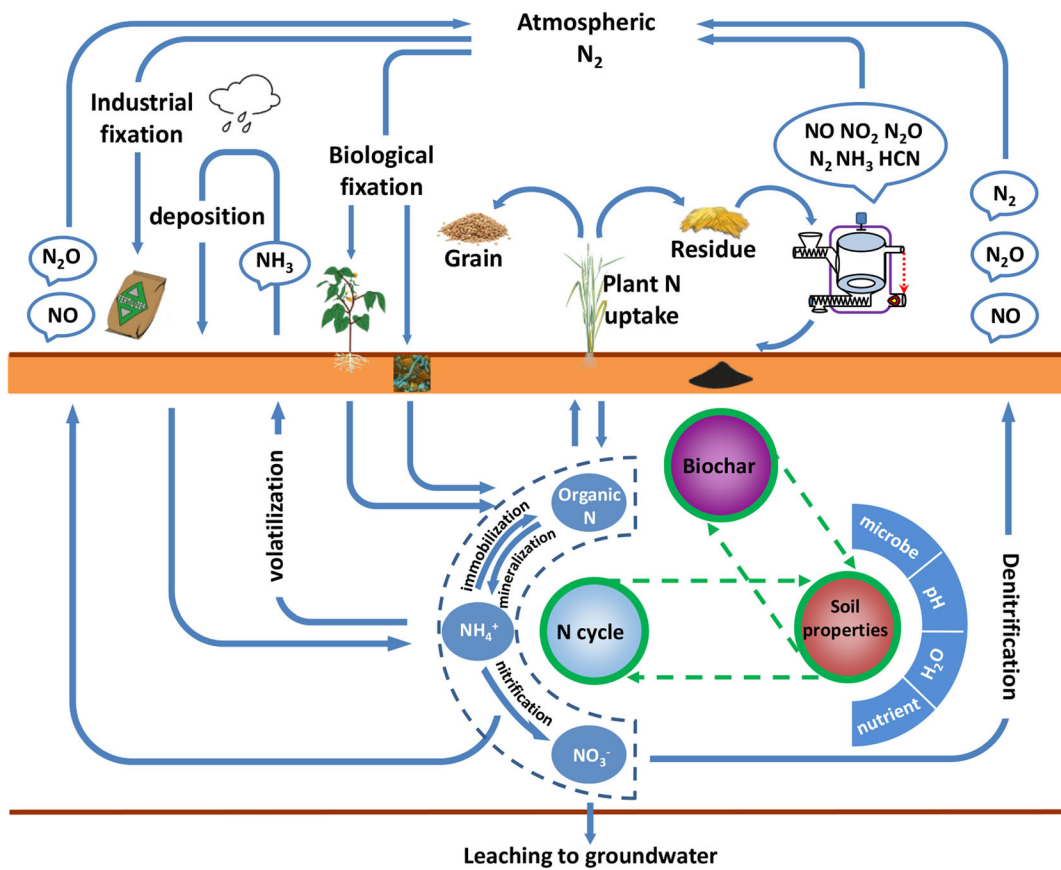 Atmospheric
N₂
Industrial
fixation
NO NO₂ N₂O
N₂ NH₃ HCN
Biological
fixation
deposition
N₂
N₂O
NH₃
Grain
Residue
N₂O
NO
FERTILIZER
Plant N
uptake
NO
Biochar
Organic
N
microbe
pH
H₂O
nutrient
volatilization
immobilization
mineralization
Denitrification
NH₄⁺
N cycle
Soil
properties
nitrification
NO₃⁻
Leaching to groundwater